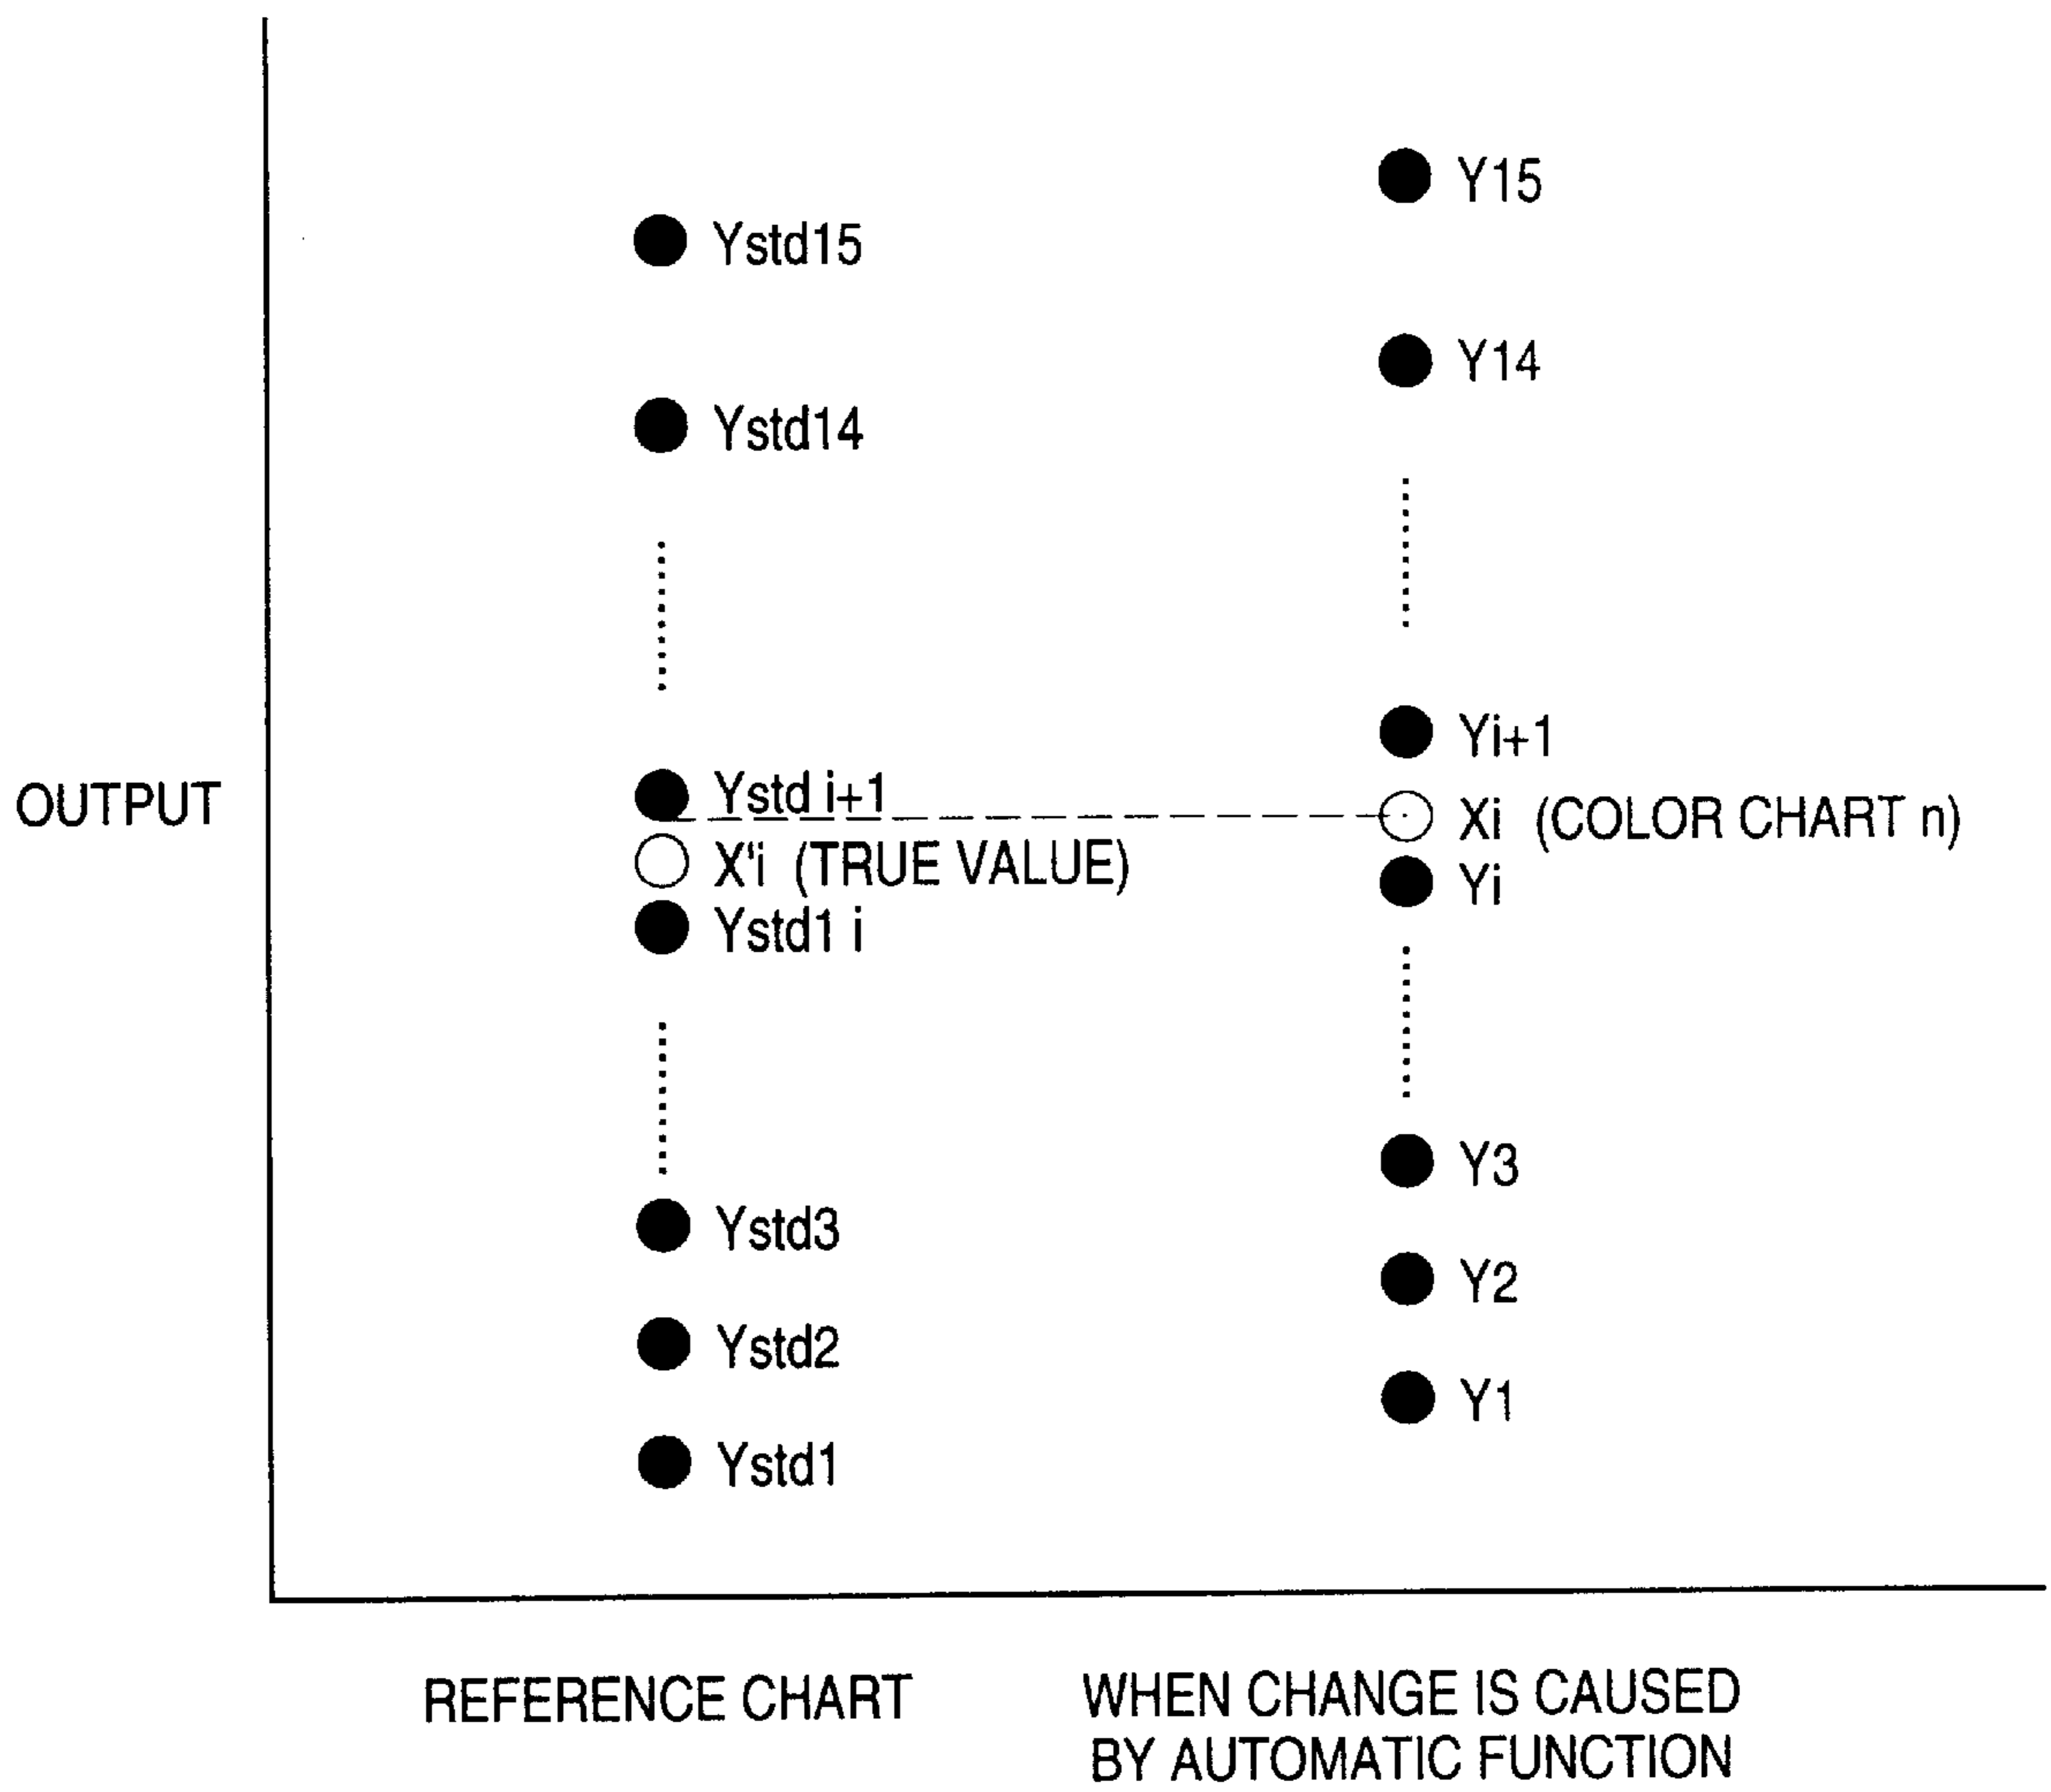 Y15
Ystd15
Y14
Ystd14
Yi+1
OUTPUT
Ystd i+1
Xi (COLOR CHART n)
X'i (TRUE VALUE)
Yi
Ystd1 i
Y3
Ystd3
Y2
Ystd2
Y1
Ystd1
REFERENCE CHART
WHEN CHANGE IS CAUSED
BY AUTOMATIC FUNCTION